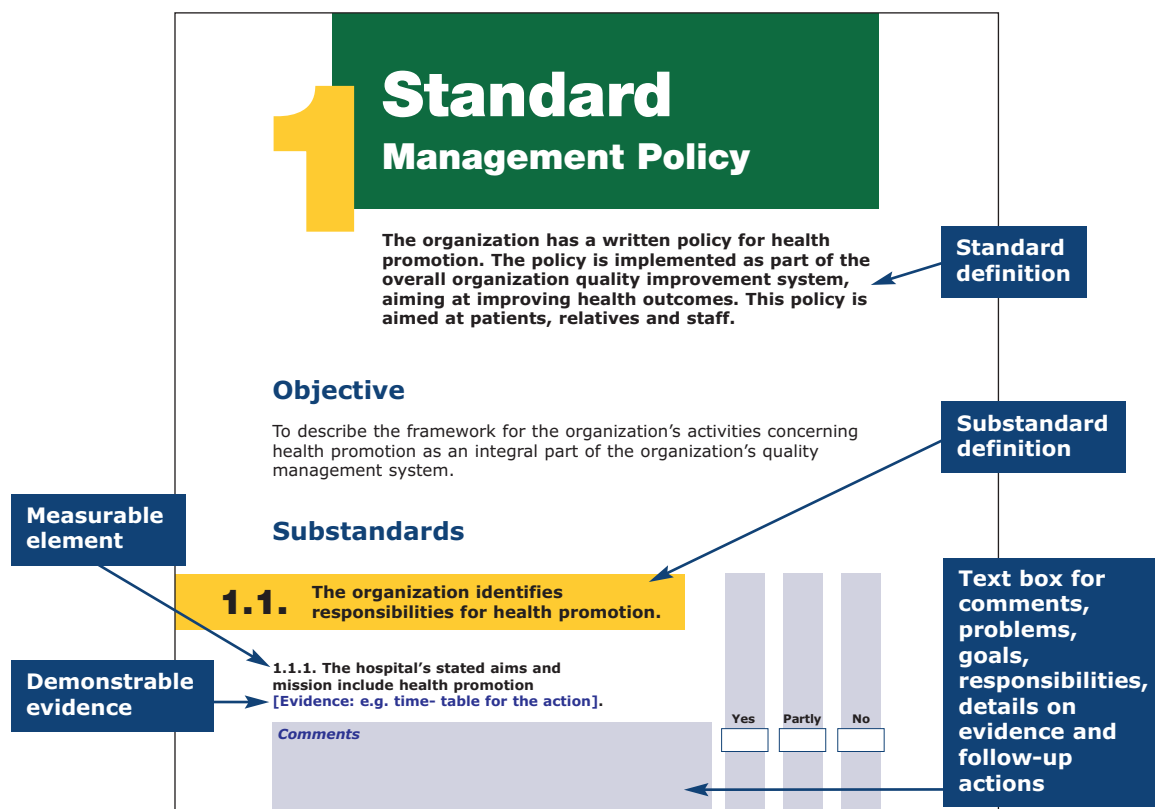 1
Standard
Management Policy
The organization has a written policy for health
promotion. The policy is implemented as part of the
overall organization quality improvement system,
aiming at improving health outcomes. This policy is
aimed at patients, relatives and staff.
Standard
definition
Objective
To describe the framework for the organization’s activities concerning
health promotion as an integral part of the organization’s quality
management system.
Substandard
definition
Measurable
element
Substandards
1.1.
The organization identifies
responsibilities for health promotion.
Text box for
comments,
problems,
goals,
responsibilities,
details on
evidence and
follow-up
actions
Demonstrable
evidence
1.1.1. The hospital’s stated aims and
mission include health promotion
[Evidence: e.g. time- table for the action].
Yes Partly No
Comments